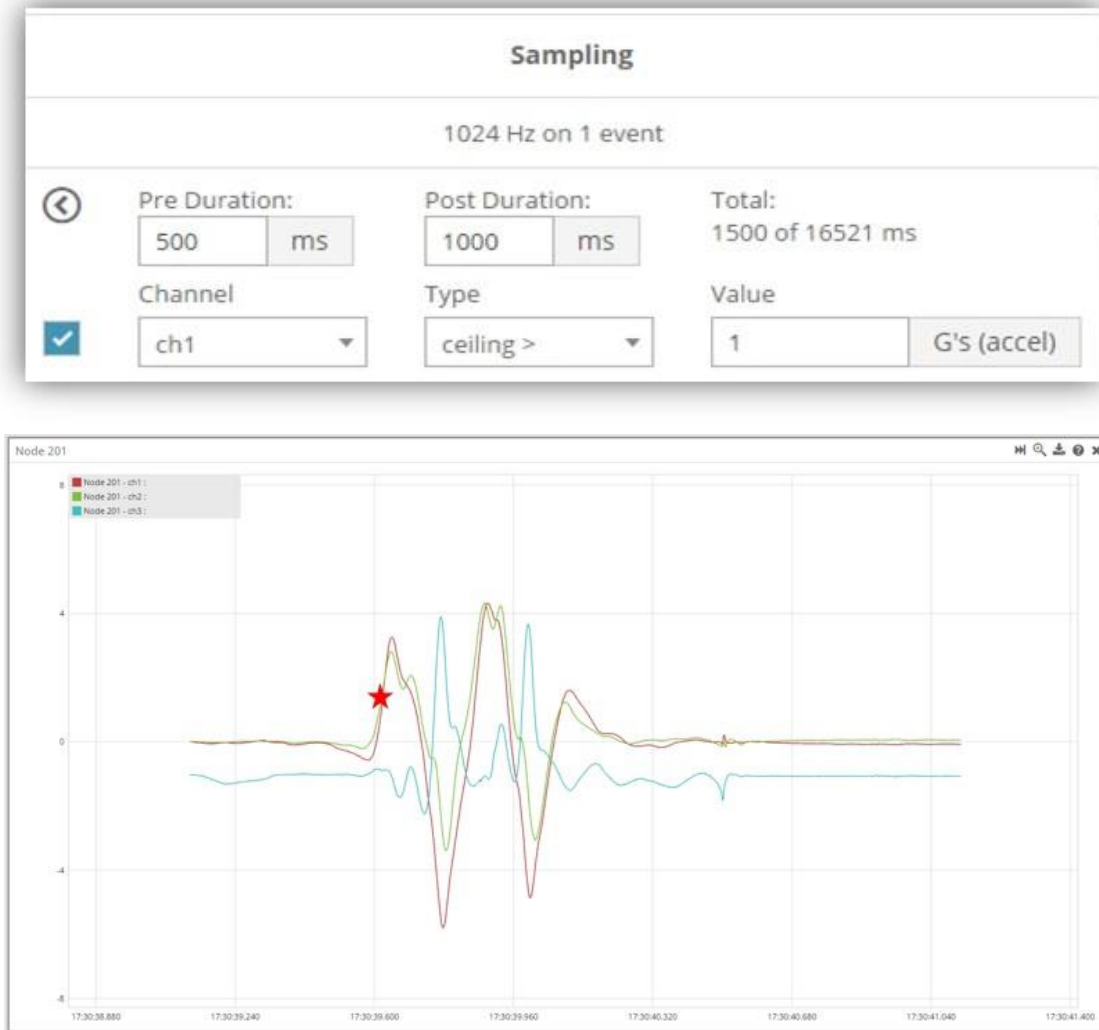 Sampling
1024 Hz on 1 event
Pre Duration: Post Duration: Total:
500 ms 1000 ms 1500 of 16521 ms
Channel Type Value
ch1 ceiling > 1 G's (accel)
Node 201
8
Node 201 - ch1 :
Node 201 - ch2 :
Node 201 - ch3 :
4
0
-4
-8
17:30:38.880 17:30:39.240 17:30:39.600 17:30:39.960 17:30:40.320 17:30:40.680 17:30:41.040 17:30:41.400